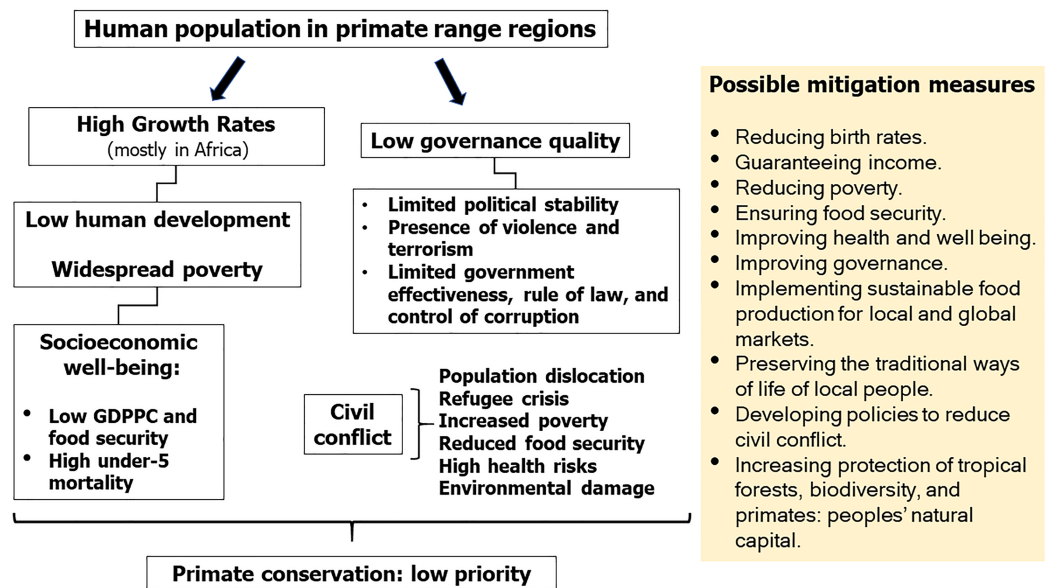 Human population in primate range regions
High Growth Rates
(mostly in Africa)
Low human development
Widespread poverty
Socioeconomic
well-being:
• Low GDPPC and
food security
• High under-5
mortality
Low governance quality
• Limited political stability
• Presence of violence and
terrorism
• Limited government
effectiveness, rule of law, and
control of corruption
Civil
conflict
Population dislocation
Refugee crisis
Increased poverty
Reduced food security
High health risks
Environmental damage
Primate conservation: low priority
Possible mitigation measures
• Reducing birth rates.
• Guaranteeing income.
• Reducing poverty.
• Ensuring food security.
• Improving health and well being.
• Improving governance.
• Implementing sustainable food
production for local and global
markets.
• Preserving the traditional ways
of life of local people.
• Developing policies to reduce
civil conflict.
• Increasing protection of tropical
forests, biodiversity, and
primates: peoples’ natural
capital.